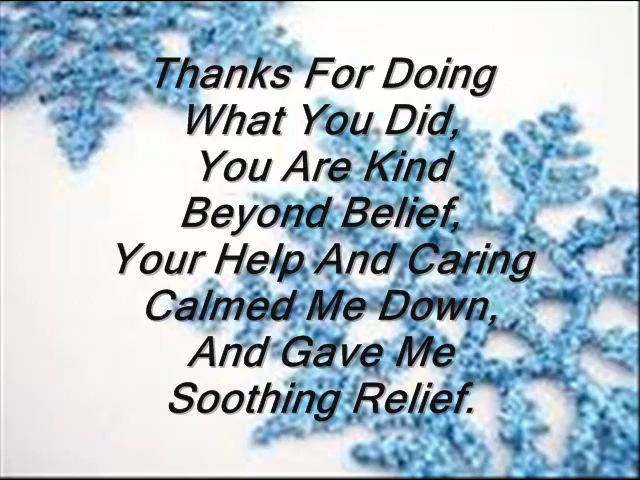 Thanks For Doing
What You Did,
You Are Kind
Beyond Belief,
Your Help And Caring
Calmed Me Down,
And Gave Me
Soothing Relief.